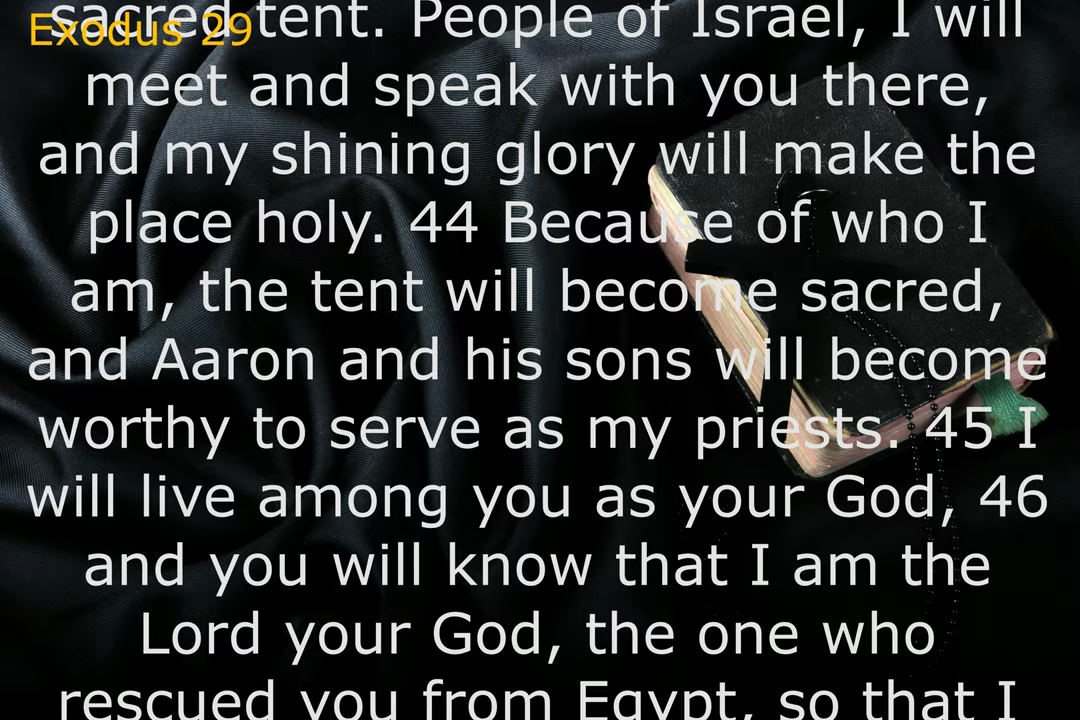 Exodus 29
sacred tent. People of Israel, I will
meet and speak with you there,
and my shining glory will make the
place holy. 44 Because of who I
am, the tent will become sacred,
and Aaron and his sons will become
worthy to serve as my priests. 45 I
will live among you as your God, 46
and you will know that I am the
Lord your God, the one who
rescued you from Egypt, so that I